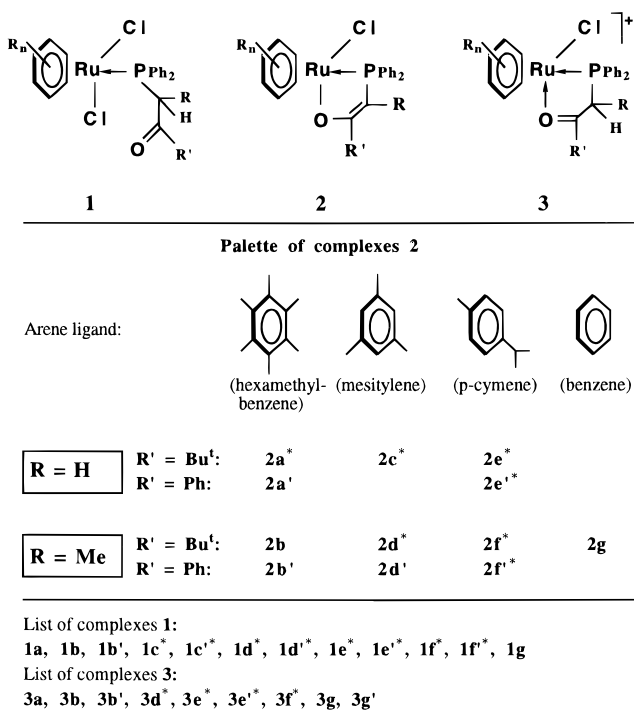 Rn Ru Cl PPh2 R H Cl O R'
Rn Ru Cl PPh2 R O R'
Rn Ru Cl ]+ PPh2 R H O R'
1 2 3
Palette of complexes 2
Arene ligand:
(hexamethyl-benzene) (mesitylene) (p-cymene) (benzene)
R = H
R' = Buᵗ: 2a* 2c* 2e*
R' = Ph: 2a' 2e'*
R = Me
R' = Buᵗ: 2b 2d* 2f* 2g
R' = Ph: 2b' 2d' 2f'*
List of complexes 1:
1a, 1b, 1b', 1c*, 1c'*, 1d*, 1d'*, 1e*, 1e'*, 1f*, 1f'*, 1g
List of complexes 3:
3a, 3b, 3b', 3d*, 3e*, 3e'*, 3f*, 3g, 3g'